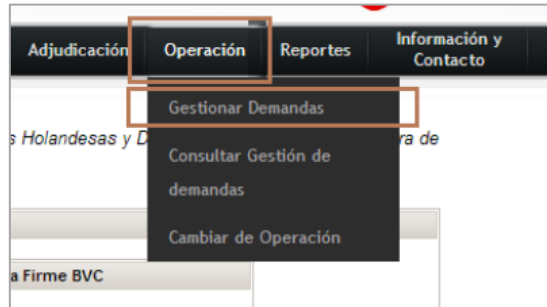 Adjudicación Operación Reportes Información y Contacto
Gestionar Demandas
s Holandesas y D ra de
Consultar Gestión de
demandas
Cambiar de Operación
a Firme BVC